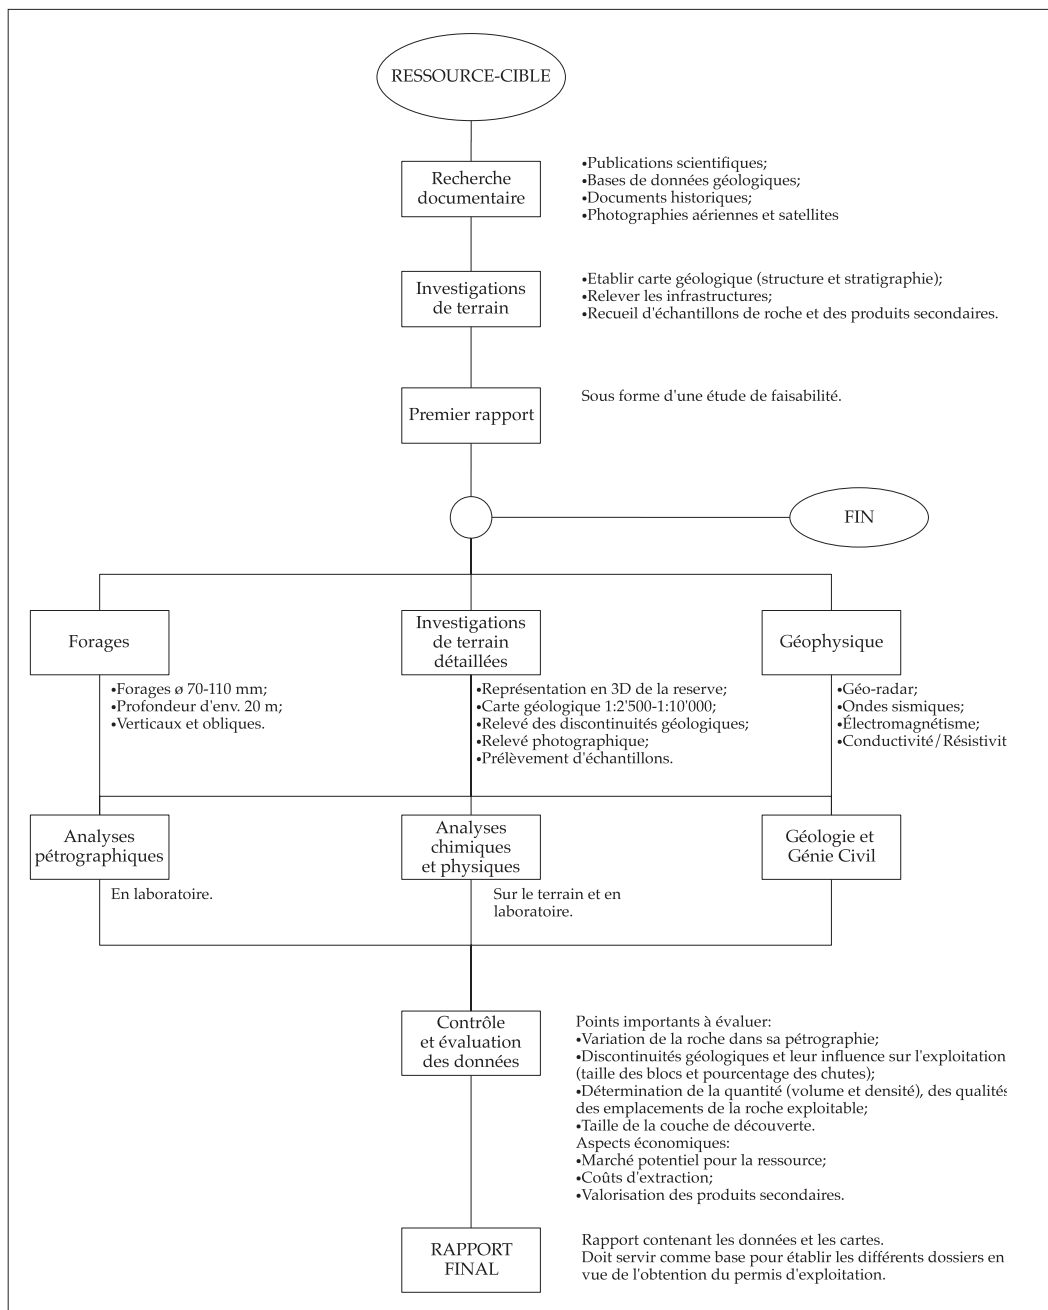 RESSOURCE-CIBLE
Recherche
documentaire
•Publications scientifiques;
•Bases de données géologiques;
•Documents historiques;
•Photographies aériennes et satellites
Investigations
de terrain
•Etablir carte géologique (structure et stratigraphie);
•Relever les infrastructures;
•Recueil d'échantillons de roche et des produits secondaires.
Premier rapport
Sous forme d'une étude de faisabilité.
FIN
Forages
•Forages ø 70-110 mm;
•Profondeur d'env. 20 m;
•Verticaux et obliques.
Investigations
de terrain
détaillées
•Représentation en 3D de la reserve;
•Carte géologique 1:2'500-1:10'000;
•Relevé des discontinuités géologiques;
•Relevé photographique;
•Prélèvement d'échantillons.
Géophysique
•Géo-radar;
•Ondes sismiques;
•Électromagnétisme;
•Conductivité/Résistivit
Analyses
pétrographiques
En laboratoire.
Analyses
chimiques
et physiques
Sur le terrain et en
laboratoire.
Géologie et
Génie Civil
Contrôle
et évaluation
des données
Points importants à évaluer:
•Variation de la roche dans sa pétrographie;
•Discontinuités géologiques et leur influence sur l'exploitation
(taille des blocs et pourcentage des chutes);
•Détermination de la quantité (volume et densité), des qualités
des emplacements de la roche exploitable;
•Taille de la couche de découverte.
Aspects économiques:
•Marché potentiel pour la ressource;
•Coûts d'extraction;
•Valorisation des produits secondaires.
RAPPORT
FINAL
Rapport contenant les données et les cartes.
Doit servir comme base pour établir les différents dossiers en
vue de l'obtention du permis d'exploitation.